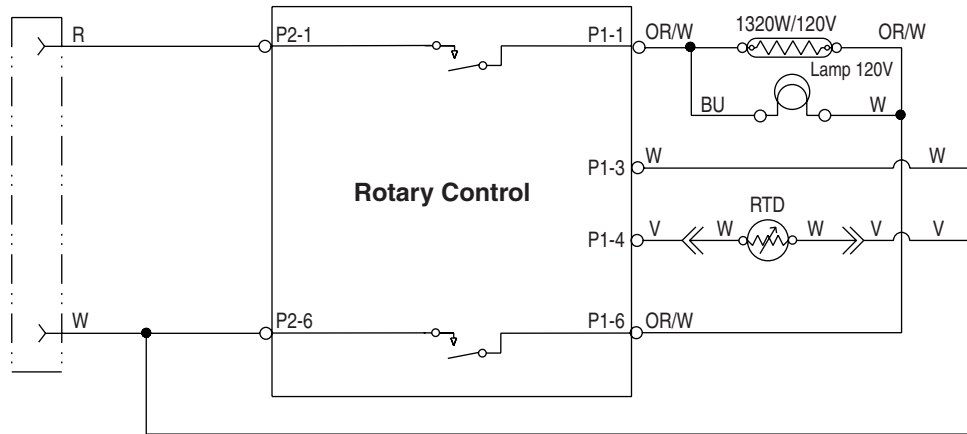 R P2-1 P1-1 OR/W 1320W/120V OR/W
Lamp 120V
BU W
P1-3 W W
Rotary Control
RTD
P1-4 V W W V V
W P2-6 P1-6 OR/W